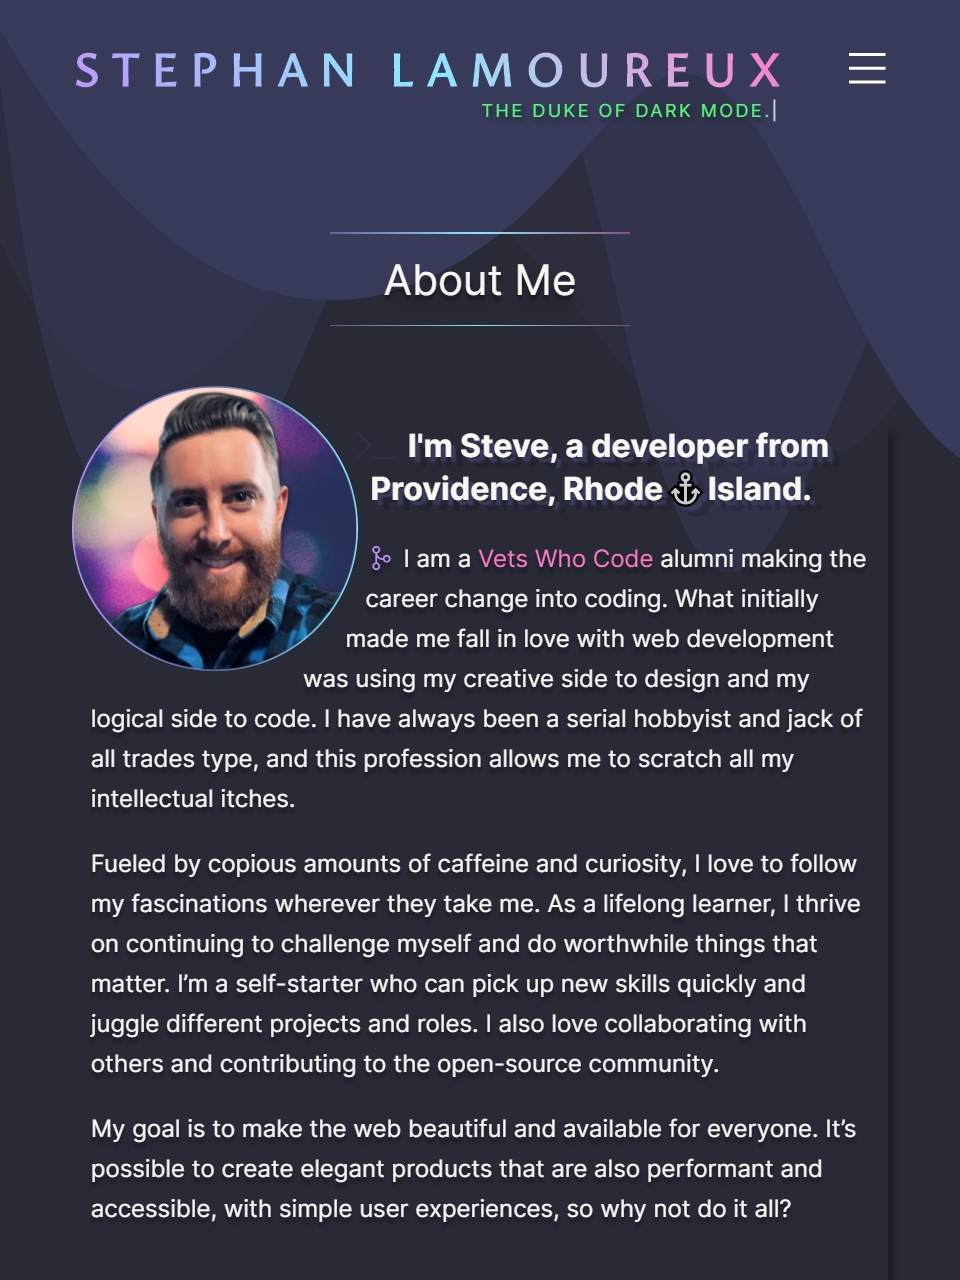 STEPHAN LAMOUREUX
THE DUKE OF DARK MODE.
About Me
I'm Steve, a developer from
Providence, Rhode ⚓ Island.
I am a Vets Who Code alumni making the
career change into coding. What initially
made me fall in love with web development
was using my creative side to design and my
logical side to code. I have always been a serial hobbyist and jack of
all trades type, and this profession allows me to scratch all my
intellectual itches.
Fueled by copious amounts of caffeine and curiosity, I love to follow
my fascinations wherever they take me. As a lifelong learner, I thrive
on continuing to challenge myself and do worthwhile things that
matter. I’m a self-starter who can pick up new skills quickly and
juggle different projects and roles. I also love collaborating with
others and contributing to the open-source community.
My goal is to make the web beautiful and available for everyone. It’s
possible to create elegant products that are also performant and
accessible, with simple user experiences, so why not do it all?